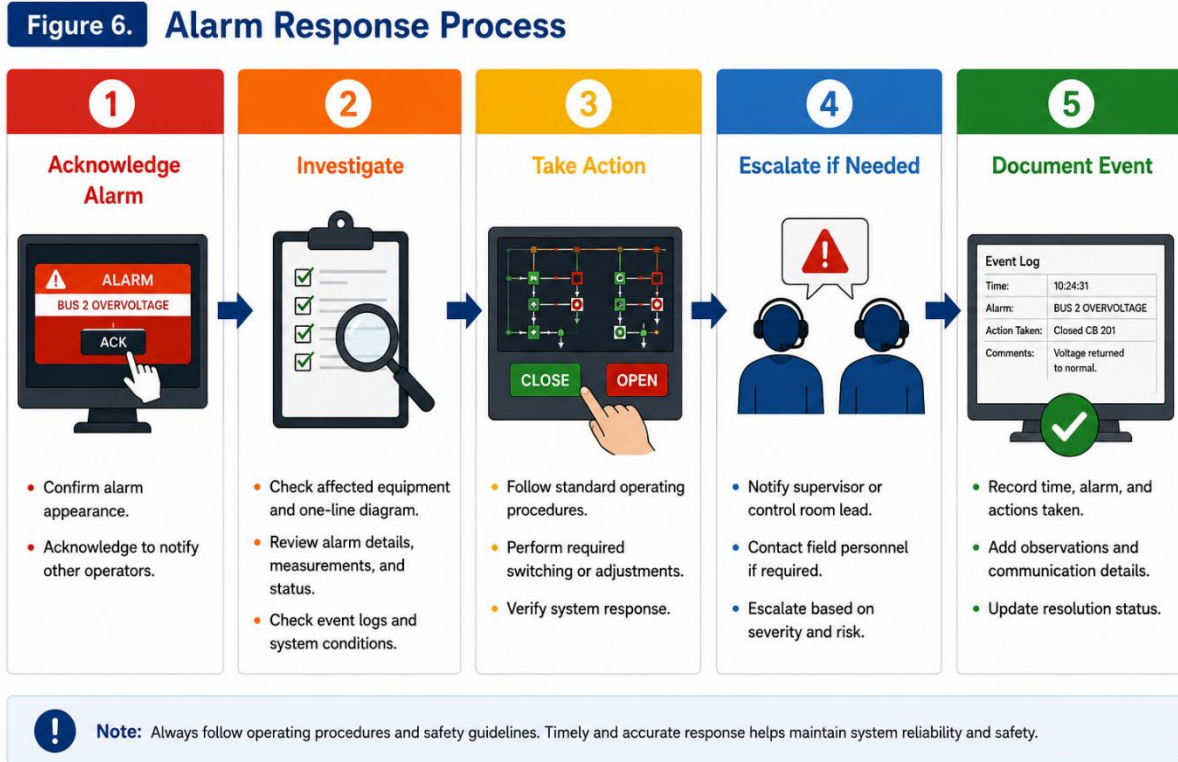 Figure 6. Alarm Response Process
1
Acknowledge
Alarm
ALARM
BUS 2 OVERVOLTAGE
ACK
• Confirm alarm
appearance.
• Acknowledge to notify
other operators.
2
Investigate
• Check affected equipment
and one-line diagram.
• Review alarm details,
measurements, and
status.
• Check event logs and
system conditions.
3
Take Action
CLOSE
OPEN
• Follow standard operating
procedures.
• Perform required
switching or adjustments.
• Verify system response.
4
Escalate if Needed
• Notify supervisor or
control room lead.
• Contact field personnel
if required.
• Escalate based on
severity and risk.
5
Document Event
Event Log
Time: 10:24:31
Alarm: BUS 2 OVERVOLTAGE
Action Taken: Closed CB 201
Comments: Voltage returned
to normal.
• Record time, alarm, and
actions taken.
• Add observations and
communication details.
• Update resolution status.
Note: Always follow operating procedures and safety guidelines. Timely and accurate response helps maintain system reliability and safety.